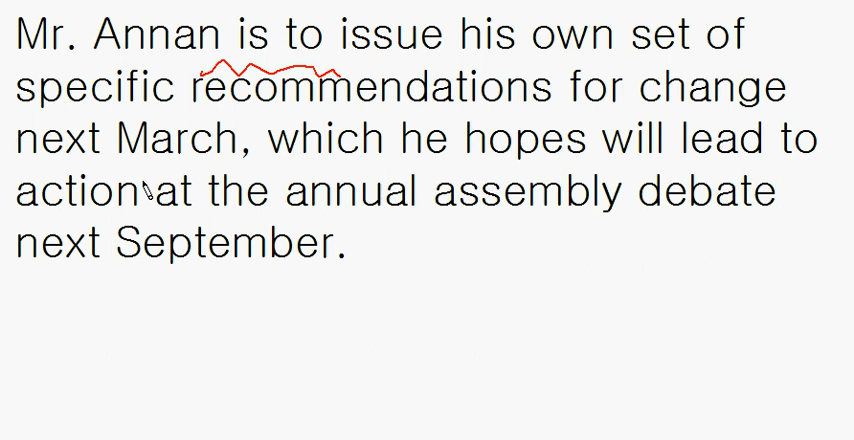 Mr. Annan is to issue his own set of
specific recommendations for change
next March, which he hopes will lead to
action at the annual assembly debate
next September.